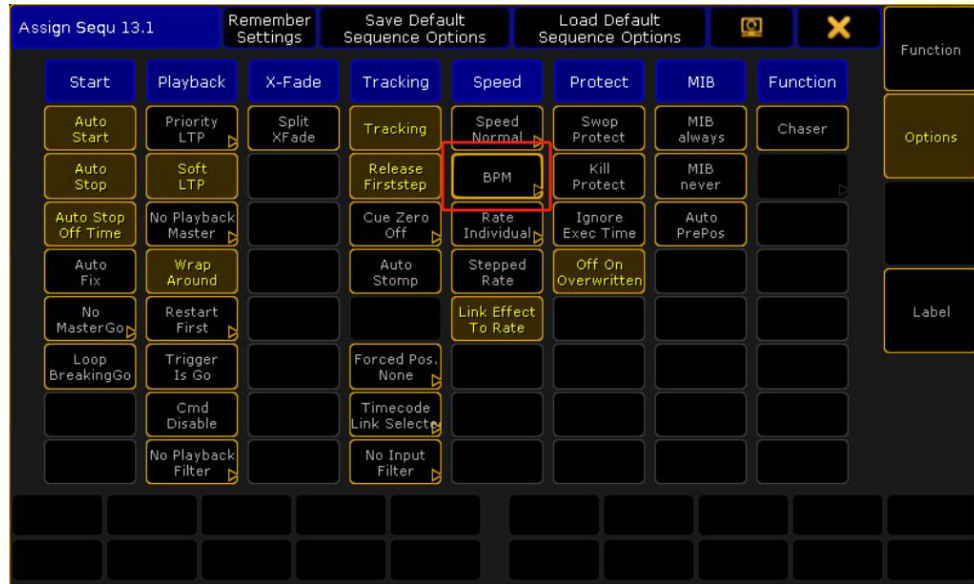 Assign Sequ 13.1
Remember
Settings
Save Default
Sequence Options
Load Default
Sequence Options
Function
Start
Playback
X-Fade
Tracking
Speed
Protect
MIB
Function
Auto
Start
Priority
LTP
Split
XFade
Tracking
Speed
Normal
Swop
Protect
MIB
always
Chaser
Options
Auto
Stop
Soft
LTP
Release
Firststep
BPM
Kill
Protect
MIB
never
Auto Stop
Off Time
No Playback
Master
Cue Zero
Off
Rate
Individual
Ignore
Exec Time
Auto
PrePos
Auto
Fix
Wrap
Around
Auto
Stomp
Stepped
Rate
Off On
Overwritten
No
MasterGo
Restart
First
Link Effect
To Rate
Label
Loop
BreakingGo
Trigger
Is Go
Forced Pos.
None
Cmd
Disable
Timecode
Link Selecte
No Playback
Filter
No Input
Filter